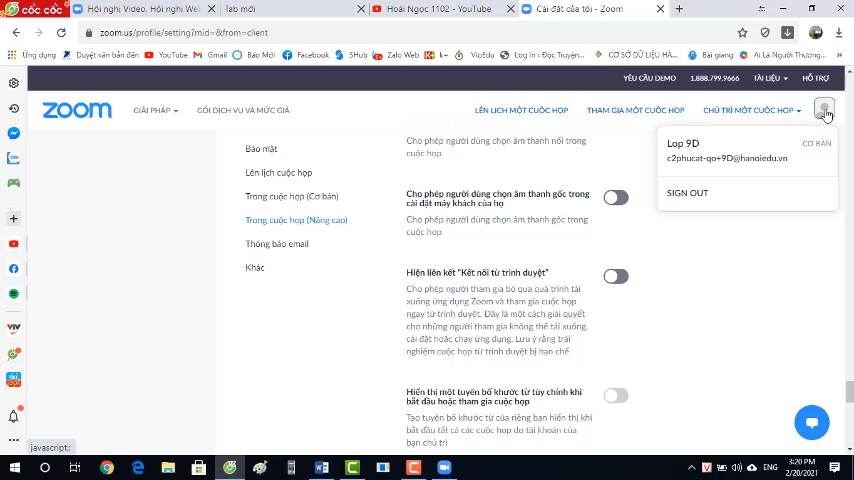 cốc cốc
Hội nghị Video, Hội nghị Web
Tab mới
Hoài Ngọc 1102 - YouTube
Cài đặt của tôi - Zoom
zoom.us/profile/setting?mid=&from=client
Ứng dụng
Duyệt văn bản đến
YouTube
Gmail
Báo Mới
Facebook
SHub
Zalo Web
K+
VioEdu
Log In ‹ Đọc Truyện...
CƠ SỞ DỮ LIỆU HÀ...
Bài giảng
Ai Là Người Thương...
YÊU CẦU DEMO
1.888.799.9666
TÀI LIỆU
HỖ TRỢ
zoom
GIẢI PHÁP
GÓI DỊCH VỤ VÀ MỨC GIÁ
LÊN LỊCH MỘT CUỘC HỌP
THAM GIA MỘT CUỘC HỌP
CHỦ TRÌ MỘT CUỘC HỌP
Lop 9D
CƠ BẢN
c2phucat-qo+9D@hanoiedu.vn
SIGN OUT
Bảo mật
Lên lịch cuộc họp
Trong cuộc họp (Cơ bản)
Trong cuộc họp (Nâng cao)
Thông báo email
Khác
Cho phép người dùng chọn âm thanh nổi trong
cuộc họp
Cho phép người dùng chọn âm thanh gốc trong
cài đặt máy khách của họ
Cho phép người dùng chọn âm thanh gốc trong
cuộc họp
Hiện liên kết "Kết nối từ trình duyệt"
Cho phép người tham gia bỏ qua quá trình tải
xuống ứng dụng Zoom và tham gia cuộc họp
ngay từ trình duyệt. Đây là một cách giải quyết
cho những người tham gia không thể tải xuống,
cài đặt hoặc chạy ứng dụng. Lưu ý rằng trải
nghiệm cuộc họp từ trình duyệt bị hạn chế
Hiển thị một tuyên bố khước từ tùy chỉnh khi
bắt đầu hoặc tham gia cuộc họp
Tạo tuyên bố khước từ của riêng bạn hiển thị khi
bắt đầu tất cả các cuộc họp do tài khoản của
bạn chủ trì
javascript:
ENG
3:20 PM
2/20/2021